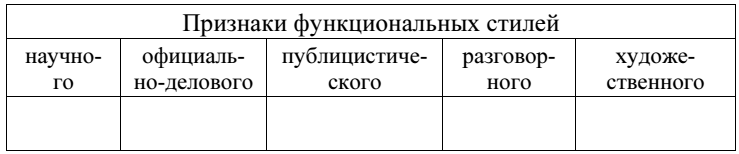 Признаки функциональных стилей
научно- официаль- публицистиче- разговор- художе-
го но-делового ского ного ственного